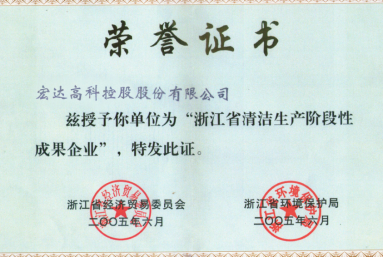 荣誉证书
宏达高科控股股份有限公司
兹授予你单位为“浙江省清洁生产阶段性
成果企业”,特发此证。
浙江省经济贸易委员会 浙江省环境保护局
二〇〇五年六月 二〇〇五年六月